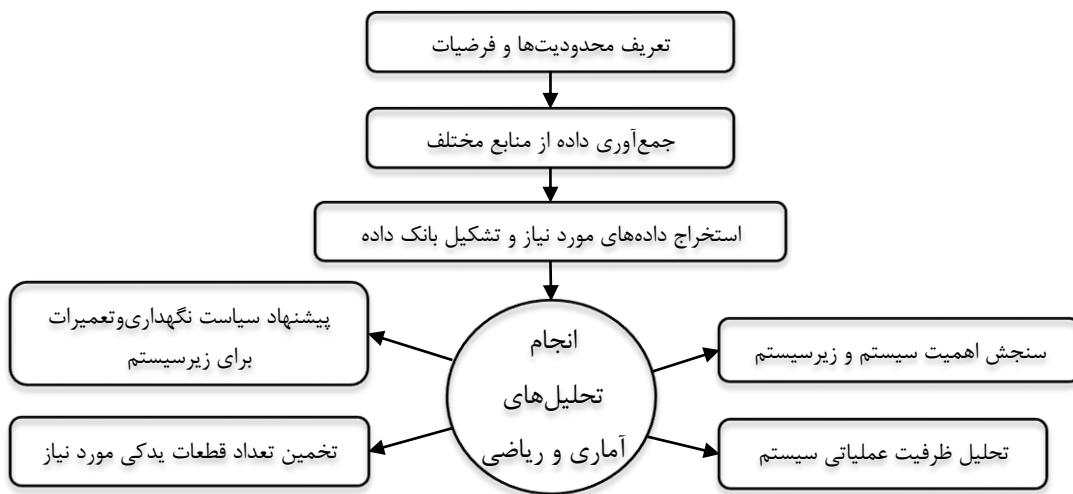 تعریف محدودیت‌ها و فرضیات
جمع‌آوری داده از منابع مختلف
استخراج داده‌های مورد نیاز و تشکیل بانک داده
انجام
تحلیل‌های
آماری و ریاضی
سنجش اهمیت سیستم و زیرسیستم
تحلیل ظرفیت عملیاتی سیستم
پیشنهاد سیاست نگهداری‌وتعمیرات
برای زیرسیستم
تخمین تعداد قطعات یدکی مورد نیاز